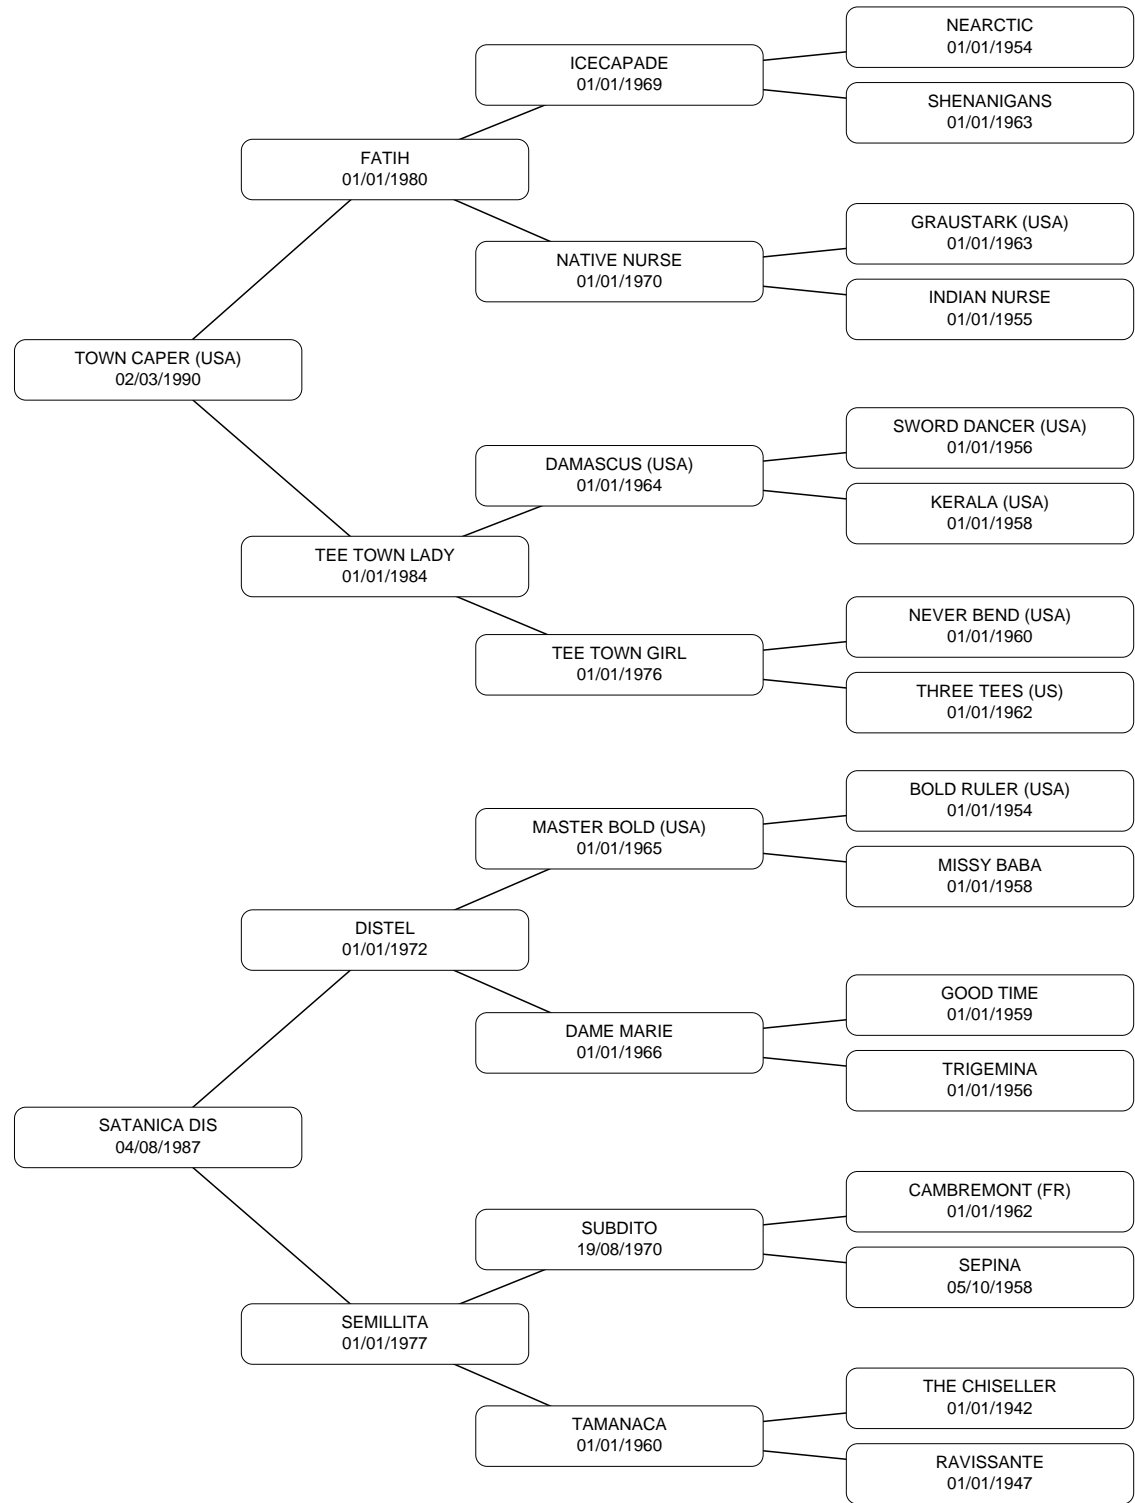 NEARCTIC
01/01/1954
ICECAPADE
01/01/1969
SHENANIGANS
01/01/1963
FATIH
01/01/1980
GRAUSTARK (USA)
01/01/1963
NATIVE NURSE
01/01/1970
INDIAN NURSE
01/01/1955
TOWN CAPER (USA)
02/03/1990
SWORD DANCER (USA)
01/01/1956
DAMASCUS (USA)
01/01/1964
KERALA (USA)
01/01/1958
TEE TOWN LADY
01/01/1984
NEVER BEND (USA)
01/01/1960
TEE TOWN GIRL
01/01/1976
THREE TEES (US)
01/01/1962
BOLD RULER (USA)
01/01/1954
MASTER BOLD (USA)
01/01/1965
MISSY BABA
01/01/1958
DISTEL
01/01/1972
GOOD TIME
01/01/1959
DAME MARIE
01/01/1966
TRIGEMINA
01/01/1956
SATANICA DIS
04/08/1987
CAMBREMONT (FR)
01/01/1962
SUBDITO
19/08/1970
SEPINA
05/10/1958
SEMILLITA
01/01/1977
THE CHISELLER
01/01/1942
TAMANACA
01/01/1960
RAVISSANTE
01/01/1947